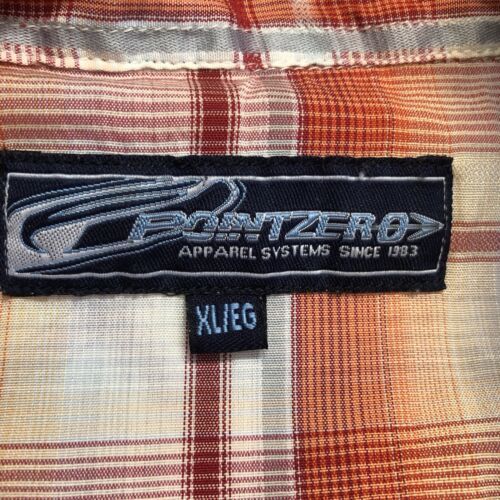 POINTZERO
APPAREL SYSTEMS SINCE 1983
XL/EG